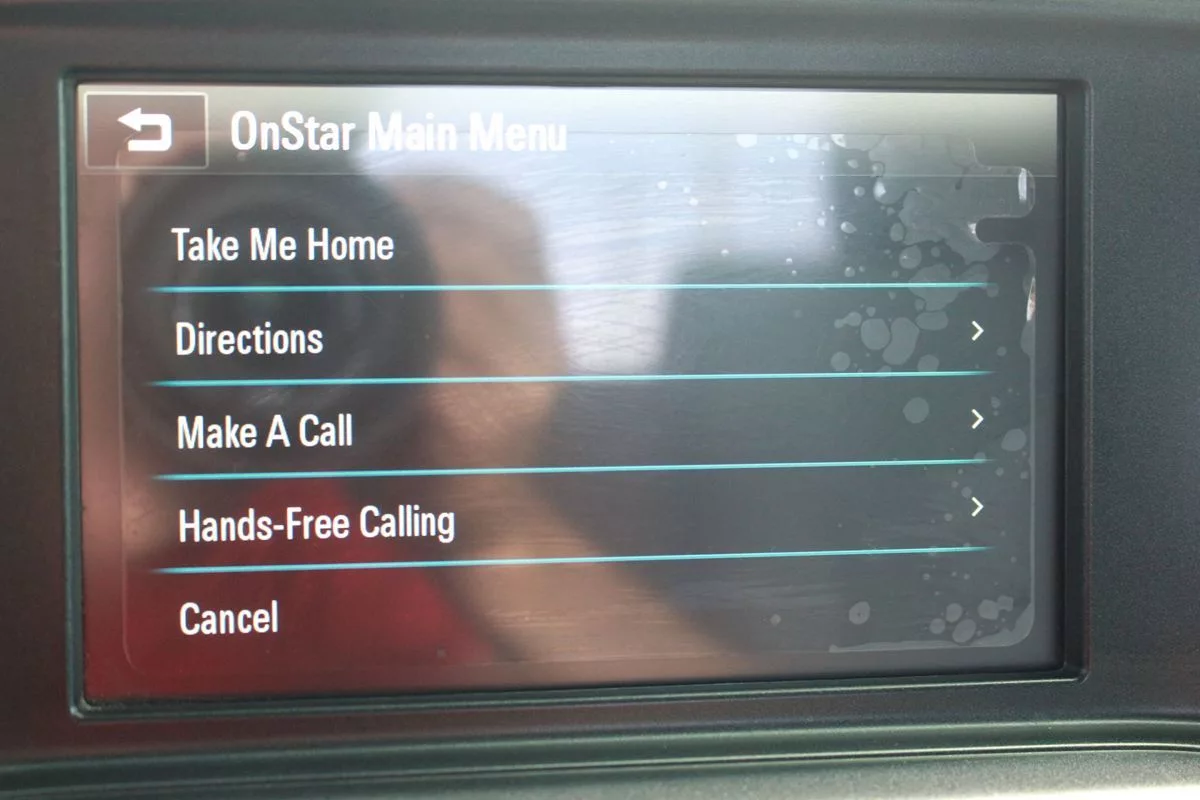 OnStar Main Menu
Take Me Home
Directions
Make A Call
Hands-Free Calling
Cancel